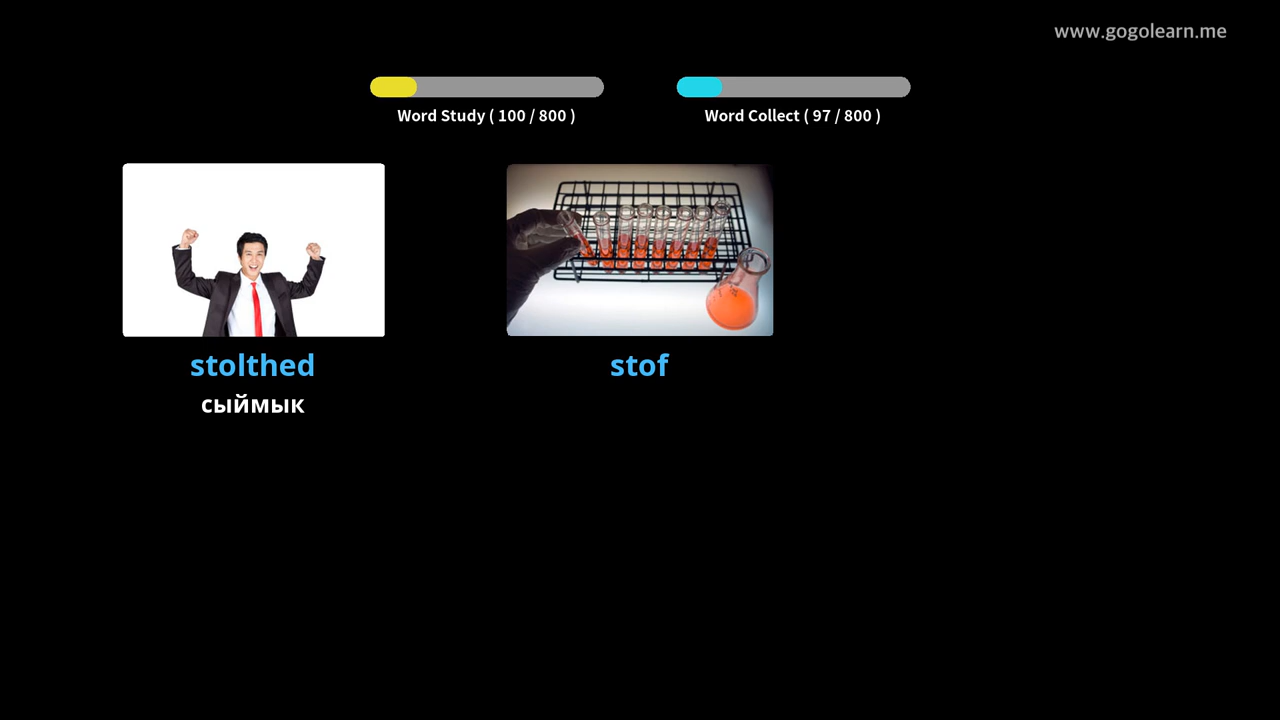 www.gogolearn.me
Word Study ( 100 / 800 )
Word Collect ( 97 / 800 )
stolthed
сыймык
stof